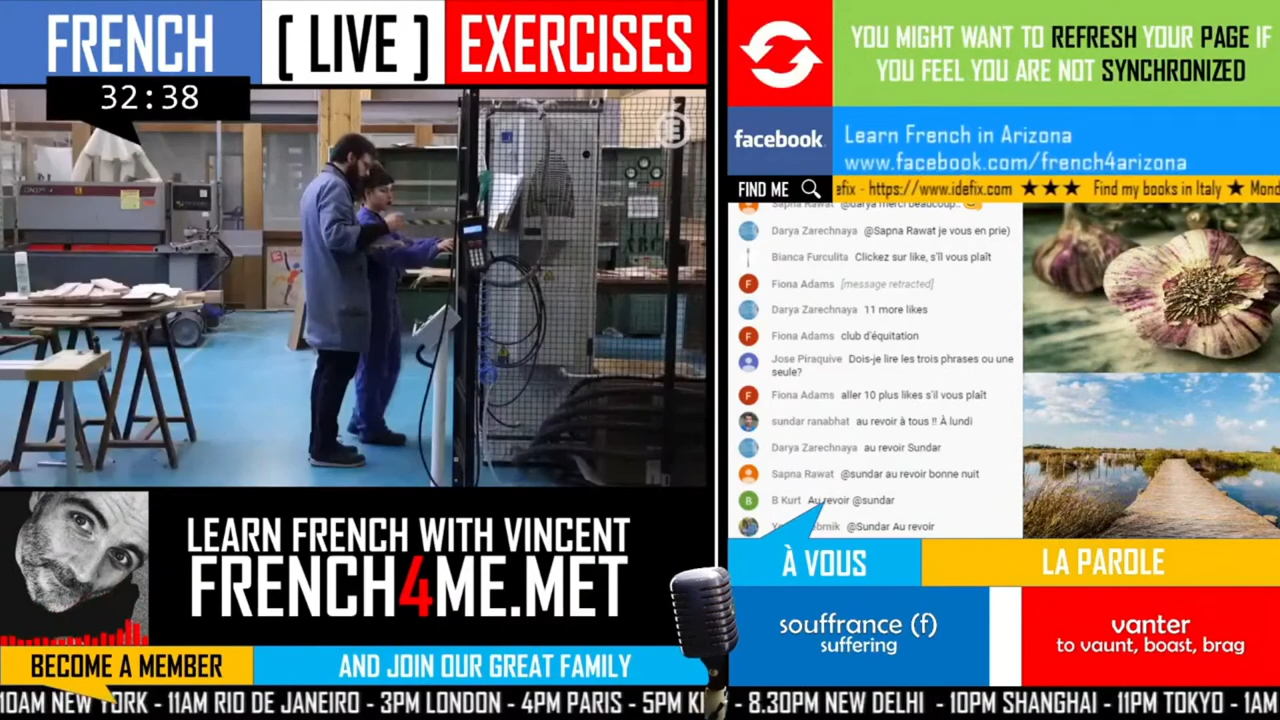 FRENCH
[ LIVE ]
EXERCISES
32:38
LEARN FRENCH WITH VINCENT
FRENCH4ME.MET
BECOME A MEMBER
AND JOIN OUR GREAT FAMILY
YOU MIGHT WANT TO REFRESH YOUR PAGE IF
YOU FEEL YOU ARE NOT SYNCHRONIZED
facebook
Learn French in Arizona
www.facebook.com/french4arizona
FIND ME
efix - https://www.idefix.com ★★★ Find my books in Italy ★ Mond
Sapna Rawat @darya merci beaucoup..
Darya Zarechnaya @Sapna Rawat je vous en prie)
Bianca Furculita Clickez sur like, s'il vous plaît
Fiona Adams [message retracted]
Darya Zarechnaya 11 more likes
Fiona Adams club d'équitation
Jose Piraquive Dois-je lire les trois phrases ou une
seule?
Fiona Adams aller 10 plus likes s'il vous plaît
sundar ranabhat au revoir à tous !! À lundi
Darya Zarechnaya au revoir Sundar
Sapna Rawat @sundar au revoir bonne nuit
B Kurt Au revoir @sundar
@Sundar Au revoir
À VOUS
LA PAROLE
souffrance (f)
suffering
vanter
to vaunt, boast, brag
10AM NEW YORK - 11AM RIO DE JANEIRO - 3PM LONDON - 4PM PARIS - 5PM KI - 8.30PM NEW DELHI - 10PM SHANGHAI - 11PM TOKYO - 1AM